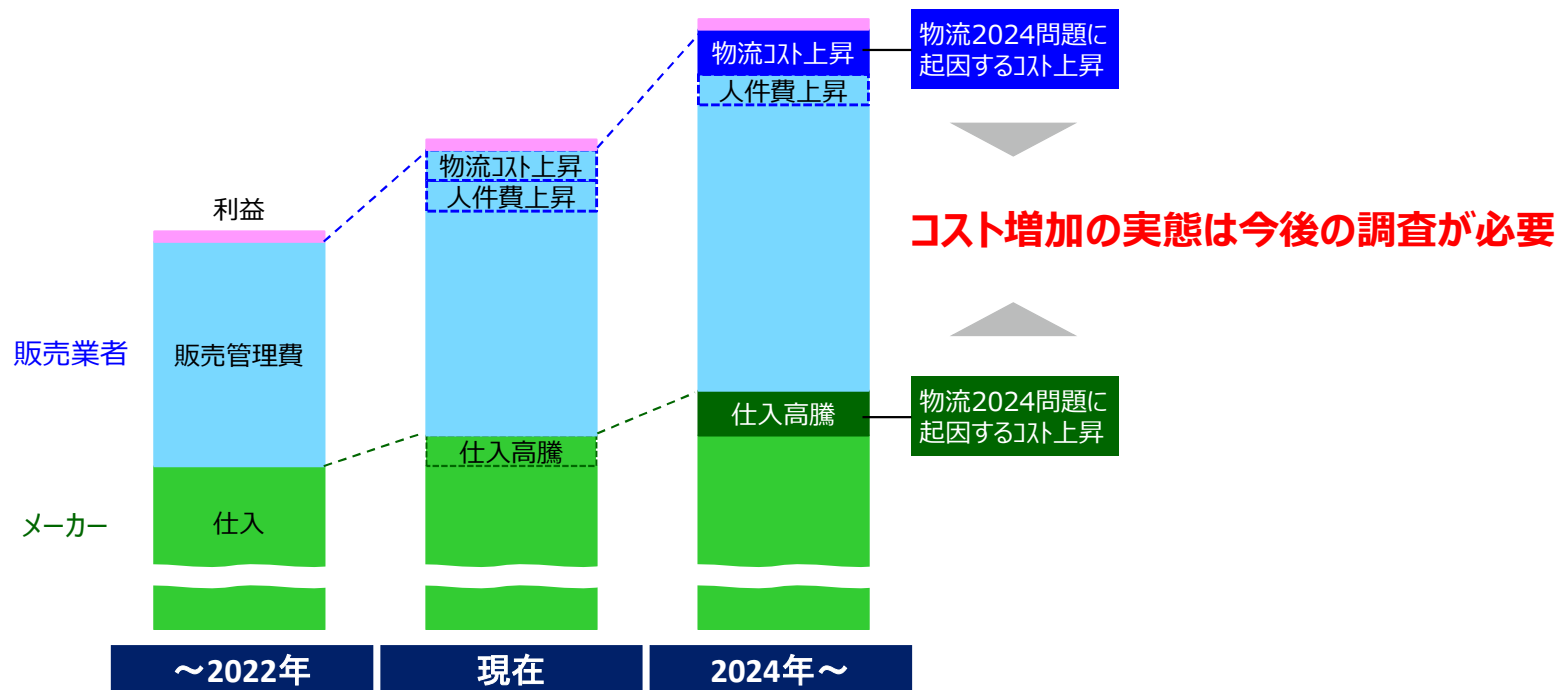 利益
販売業者
販売管理費
メーカー
仕入
物流コスト上昇
人件費上昇
仕入高騰
物流コスト上昇
人件費上昇
仕入高騰
物流2024問題に
起因するコスト上昇
コスト増加の実態は今後の調査が必要
物流2024問題に
起因するコスト上昇
～2022年
現在
2024年～